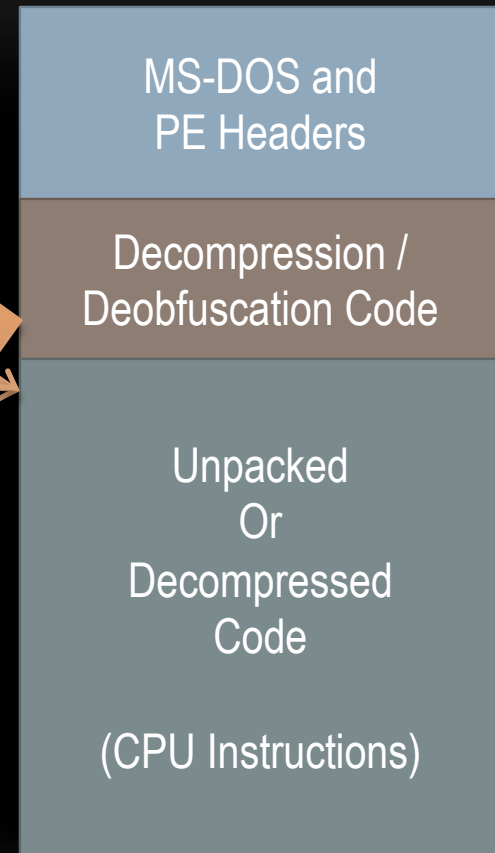 MS-DOS and
PE Headers
Decompression /
Deobfuscation Code
Unpacked
Or
Decompressed
Code
(CPU Instructions)